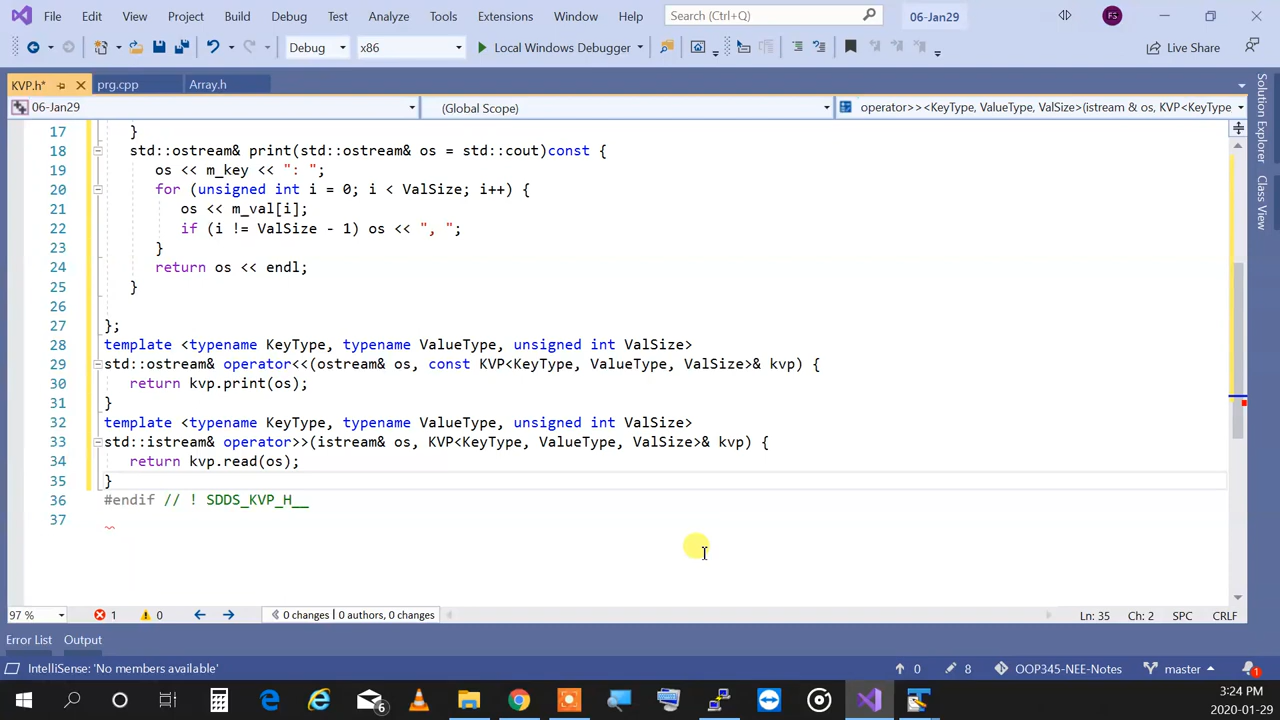 File Edit View Project Build Debug Test Analyze Tools Extensions Window Help Search (Ctrl+Q) 06-Jan29 FS
Debug x86 Local Windows Debugger Live Share
KVP.h* prg.cpp Array.h
06-Jan29 (Global Scope) operator>><KeyType, ValueType, ValSize>(istream & os, KVP<KeyType
17 }
18 std::ostream& print(std::ostream& os = std::cout)const {
19 os << m_key << ": ";
20 for (unsigned int i = 0; i < ValSize; i++) {
21 os << m_val[i];
22 if (i != ValSize - 1) os << ", ";
23 }
24 return os << endl;
25 }
26
27 };
28 template <typename KeyType, typename ValueType, unsigned int ValSize>
29 std::ostream& operator<<(ostream& os, const KVP<KeyType, ValueType, ValSize>& kvp) {
30 return kvp.print(os);
31 }
32 template <typename KeyType, typename ValueType, unsigned int ValSize>
33 std::istream& operator>>(istream& os, KVP<KeyType, ValueType, ValSize>& kvp) {
34 return kvp.read(os);
35 }
36 #endif // ! SDDS_KVP_H__
37
Solution Explorer
Class View
97 % 1 0 0 changes | 0 authors, 0 changes Ln: 35 Ch: 2 SPC CRLF
Error List Output
IntelliSense: 'No members available' 0 8 OOP345-NEE-Notes master 1
6 3:24 PM
2020-01-29